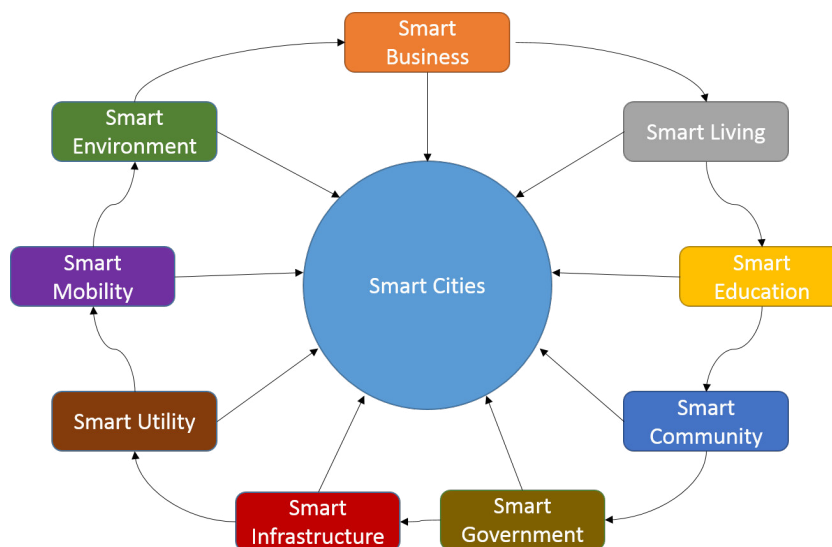 Smart
Business
Smart
Environment
Smart Living
Smart
Mobility
Smart Cities
Smart
Education
Smart Utility
Smart
Community
Smart
Infrastructure
Smart
Government